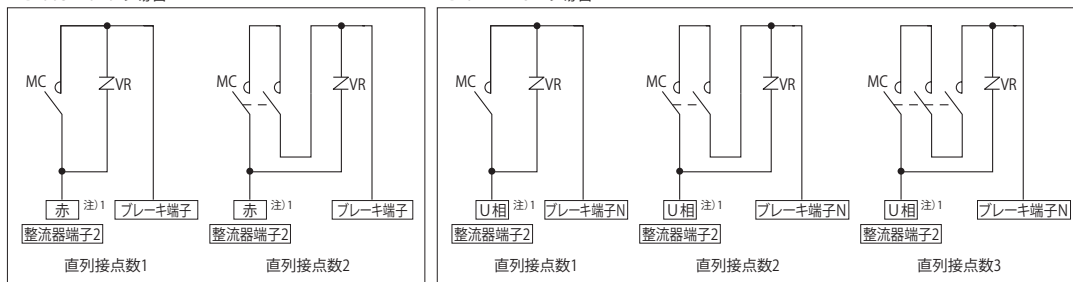 MC VR
赤 注)1 ブレーキ端子
整流器端子2
直列接点数1
MC VR
赤 注)1 ブレーキ端子
整流器端子2
直列接点数2
MC VR
U相 注)1 ブレーキ端子N
整流器端子2
直列接点数1
MC VR
U相 注)1 ブレーキ端子N
整流器端子2
直列接点数2
MC VR
U相 注)1 ブレーキ端子N
整流器端子2
直列接点数3